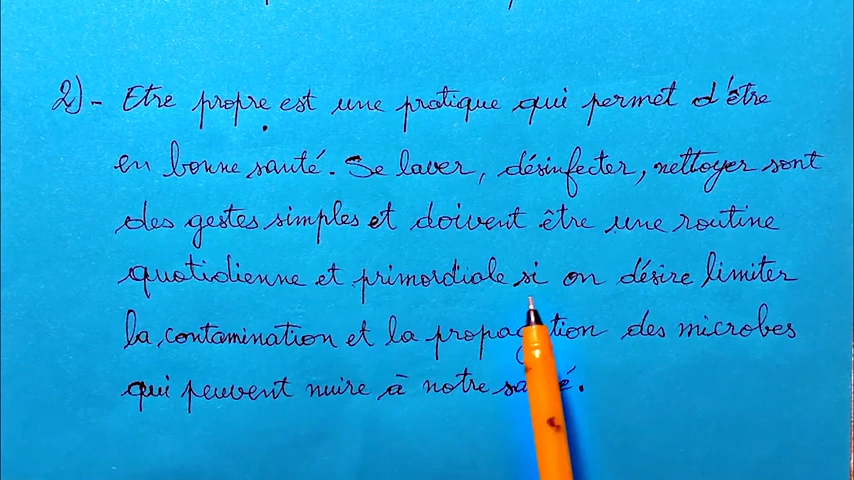 2)- Etre propre est une pratique qui permet d'être
en bonne santé. Se laver, désinfecter, nettoyer sont
des gestes simples et doivent être une routine
quotidienne et primordiale si on désire limiter
la contamination et la propagation des microbes
qui peuvent nuire à notre santé.